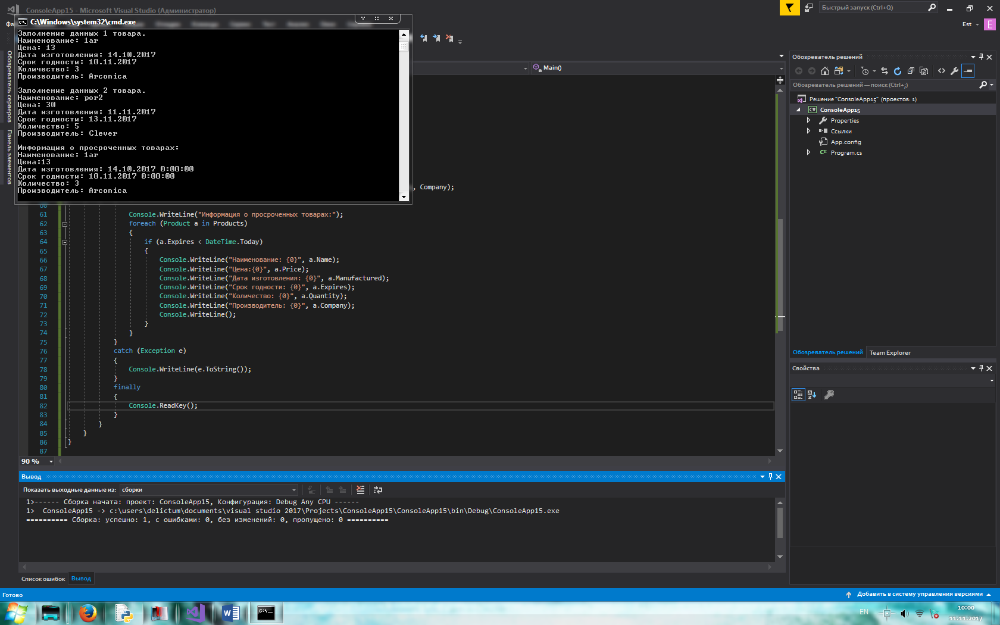 ConsoleApp15 - Microsoft Visual Studio (Администратор)
Быстрый запуск (Ctrl+Q)
Est
E
C:\Windows\system32\cmd.exe
Заполнение данных 1 товара.
Наименование: 1ar
Цена: 13
Дата изготовления: 14.10.2017
Срок годности: 10.11.2017
Количество: 3
Производитель: Arconica
Заполнение данных 2 товара.
Наименование: por2
Цена: 30
Дата изготовления: 11.11.2017
Срок годности: 13.11.2017
Количество: 5
Производитель: Clever
Информация о просроченных товарах:
Наименование: 1ar
Цена:13
Дата изготовления: 14.10.2017 0:00:00
Срок годности: 10.11.2017 0:00:00
Количество: 3
Производитель: Arconica
Обозреватель серверов
Панель элементов
Main()
, Company);
60
61 Console.WriteLine("Информация о просроченных товарах:");
62 foreach (Product a in Products)
63 {
64 if (a.Expires < DateTime.Today)
65 {
66 Console.WriteLine("Наименование: {0}", a.Name);
67 Console.WriteLine("Цена:{0}", a.Price);
68 Console.WriteLine("Дата изготовления: {0}", a.Manufactured);
69 Console.WriteLine("Срок годности: {0}", a.Expires);
70 Console.WriteLine("Количество: {0}", a.Quantity);
71 Console.WriteLine("Производитель: {0}", a.Company);
72 Console.WriteLine();
73 }
74 }
75 }
76 catch (Exception e)
77 {
78 Console.WriteLine(e.ToString());
79 }
80 finally
81 {
82 Console.ReadKey();
83 }
84 }
85 }
86 }
87
90 %
Вывод
Показать выходные данные из: сборки
1>------ Сборка начата: проект: ConsoleApp15, Конфигурация: Debug Any CPU ------
1>  ConsoleApp15 -> c:\users\delictum\documents\visual studio 2017\Projects\ConsoleApp15\ConsoleApp15\bin\Debug\ConsoleApp15.exe
========== Сборка: успешно: 1, с ошибками: 0, без изменений: 0, пропущено: 0 ==========
Список ошибок Вывод
Обозреватель решений
Обозреватель решений — поиск (Ctrl+;)
Решение "ConsoleApp15" (проектов: 1)
ConsoleApp15
Properties
Ссылки
App.config
Program.cs
Обозреватель решений Team Explorer
Свойства
Готово
Добавить в систему управления версиями
EN
10:00
11.11.2017